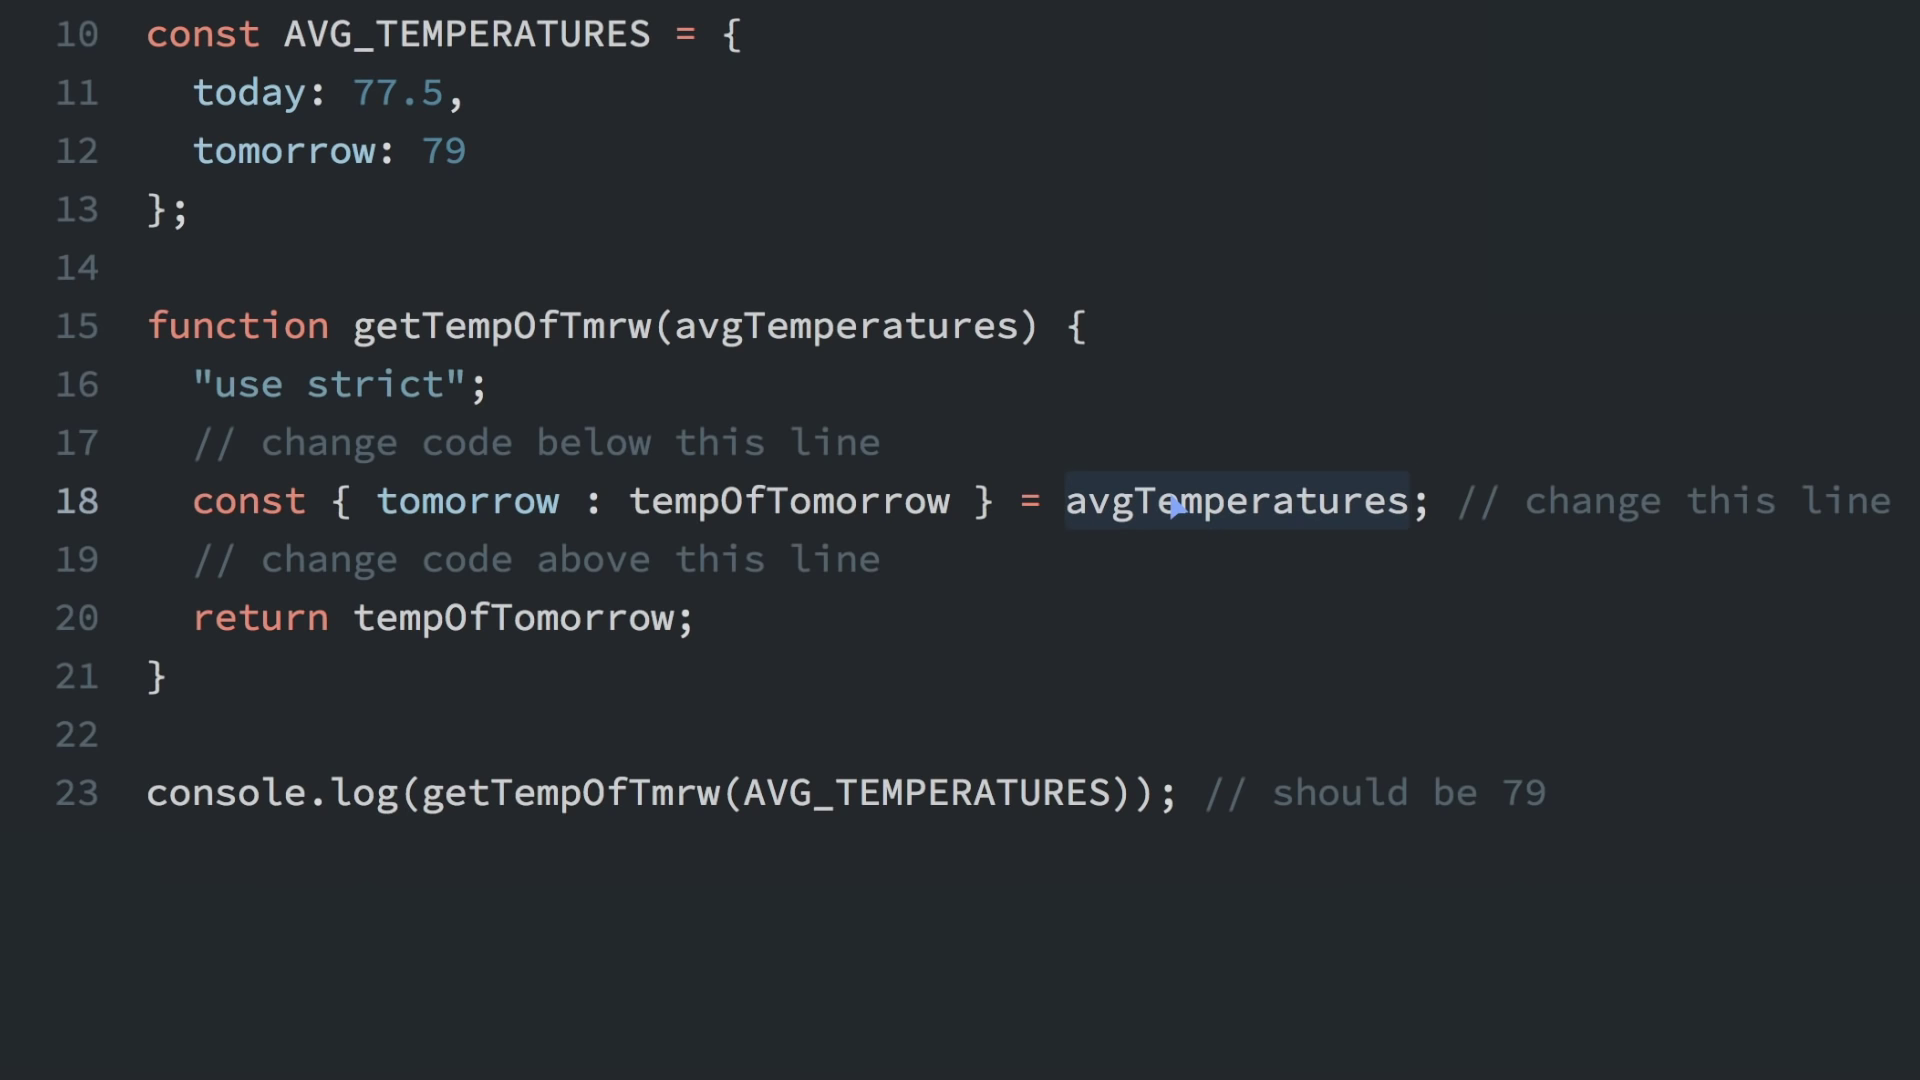 10 const AVG_TEMPERATURES = {
11 today: 77.5,
12 tomorrow: 79
13 };
14
15 function getTempOfTmrw(avgTemperatures) {
16 "use strict";
17 // change code below this line
18 const { tomorrow : tempOfTomorrow } = avgTemperatures; // change this line
19 // change code above this line
20 return tempOfTomorrow;
21 }
22
23 console.log(getTempOfTmrw(AVG_TEMPERATURES)); // should be 79